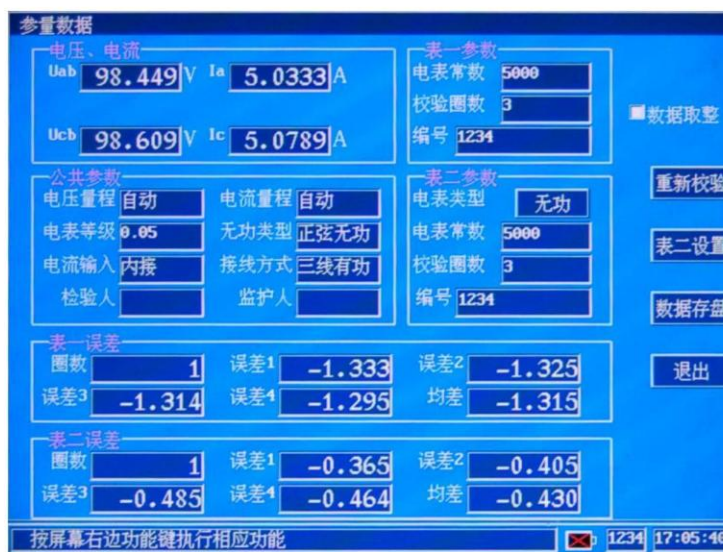 参量数据
电压、电流
Uab 98.449 V Ia 5.0333 A
Ucb 98.609 V Ic 5.0789 A
表一参数
电表常数 5000
校验圈数 3
编号 1234
数据取整
公共参数
电压量程 自动 电流量程 自动
电表等级 0.05 无功类型 正弦无功
电流输入 内接 接线方式 三线有功
检验人 监护人
表二参数
电表类型 无功
电表常数 5000
校验圈数 3
编号 1234
重新校验
表二设置
数据存盘
退出
表一误差
圈数 1 误差1 -1.333 误差2 -1.325
误差3 -1.314 误差4 -1.295 均差 -1.315
表二误差
圈数 1 误差1 -0.365 误差2 -0.405
误差3 -0.485 误差4 -0.464 均差 -0.430
按屏幕右边功能键执行相应功能 1234 17:05:40